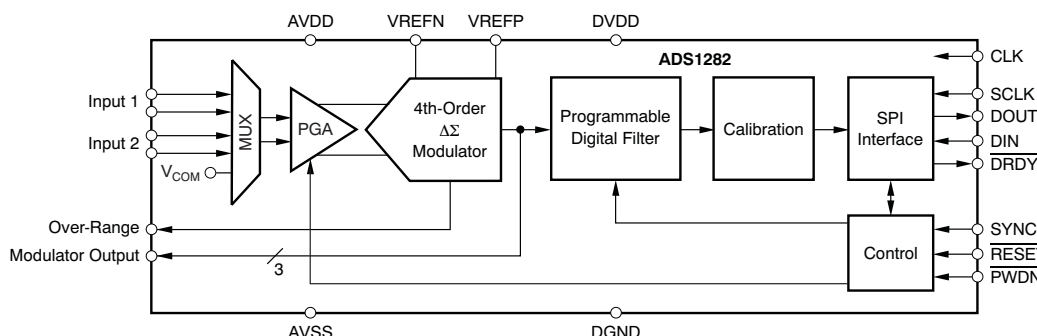 AVDD VREFN VREFP DVDD
ADS1282
CLK
Input 1
Input 2
VCOM
MUX
PGA
4th-Order
ΔΣ
Modulator
Programmable
Digital Filter
Calibration
SPI
Interface
SCLK
DOUT
DIN
DRDY
Over-Range
Modulator Output
3
Control
SYNC
RESET
PWDN
AVSS DGND